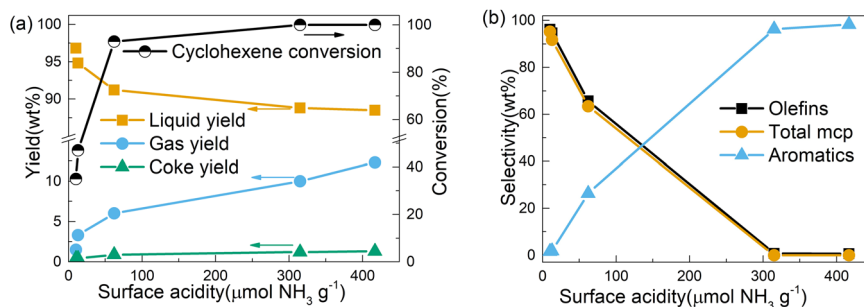 (a)
100
95
90
15
10
5
0
Yield(wt%)
Cyclohexene conversion
Liquid yield
Gas yield
Coke yield
100
80
60
40
20
0
Conversion(%)
0 100 200 300 400
Surface acidity(μmol NH₃ g⁻¹)
(b)
100
80
60
40
20
0
Selectivity(wt%)
Olefins
Total mcp
Aromatics
0 100 200 300 400
Surface acidity(μmol NH₃ g⁻¹)